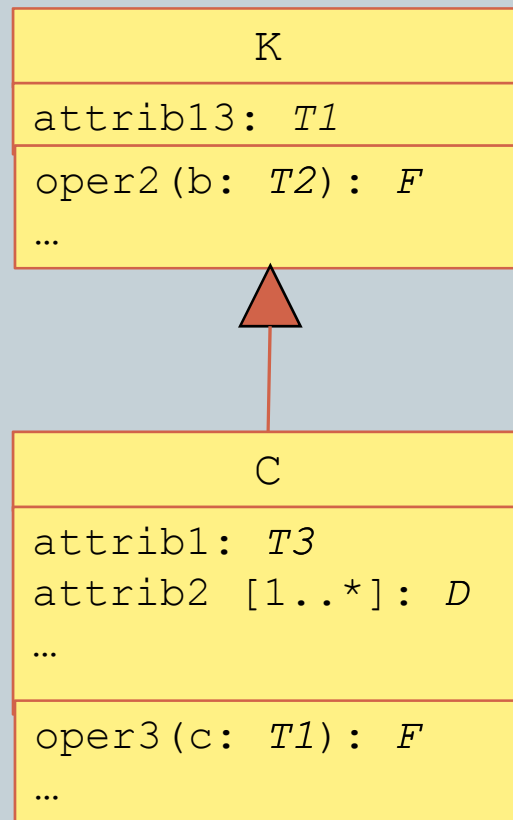 K
attrib13: T1
oper2(b: T2): F
…
C
attrib1: T3
attrib2 [1..*]: D
…
oper3(c: T1): F
…